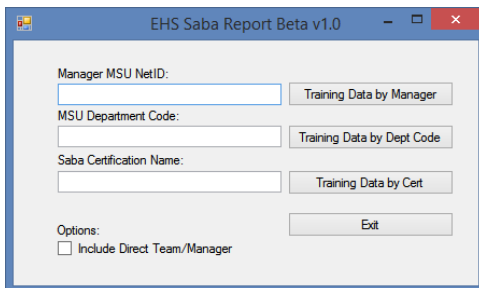 EHS Saba Report Beta v1.0
Manager MSU NetID:
Training Data by Manager
MSU Department Code:
Training Data by Dept Code
Saba Certification Name:
Training Data by Cert
Exit
Options:
Include Direct Team/Manager